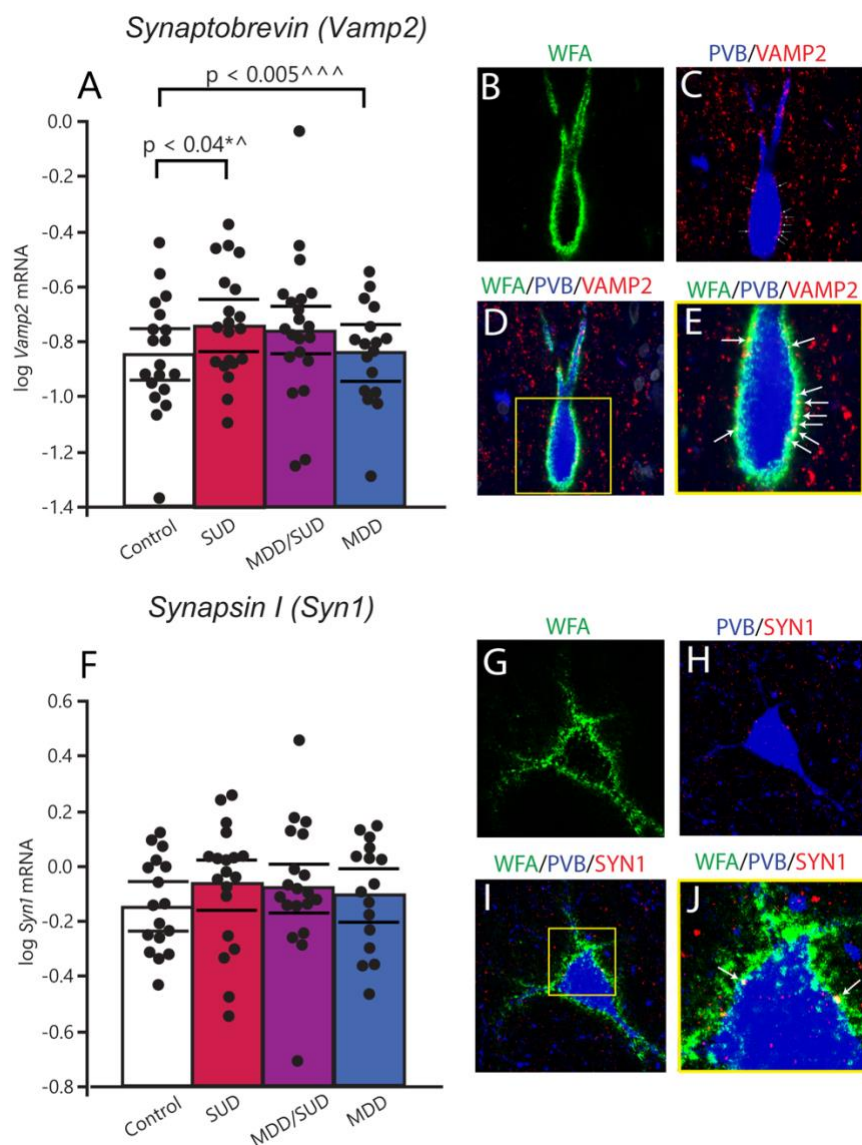 Synaptobrevin (Vamp2)
A
p < 0.005^^^
p < 0.04*^
log Vamp2 mRNA
0.0
-0.2
-0.4
-0.6
-0.8
-1.0
-1.2
-1.4
Control
SUD
MDD/SUD
MDD
WFA
B
PVB/VAMP2
C
WFA/PVB/VAMP2
D
WFA/PVB/VAMP2
E
Synapsin I (Syn1)
F
log Syn1 mRNA
0.6
0.4
0.2
0.0
-0.2
-0.4
-0.6
-0.8
Control
SUD
MDD/SUD
MDD
WFA
G
PVB/SYN1
H
WFA/PVB/SYN1
I
WFA/PVB/SYN1
J